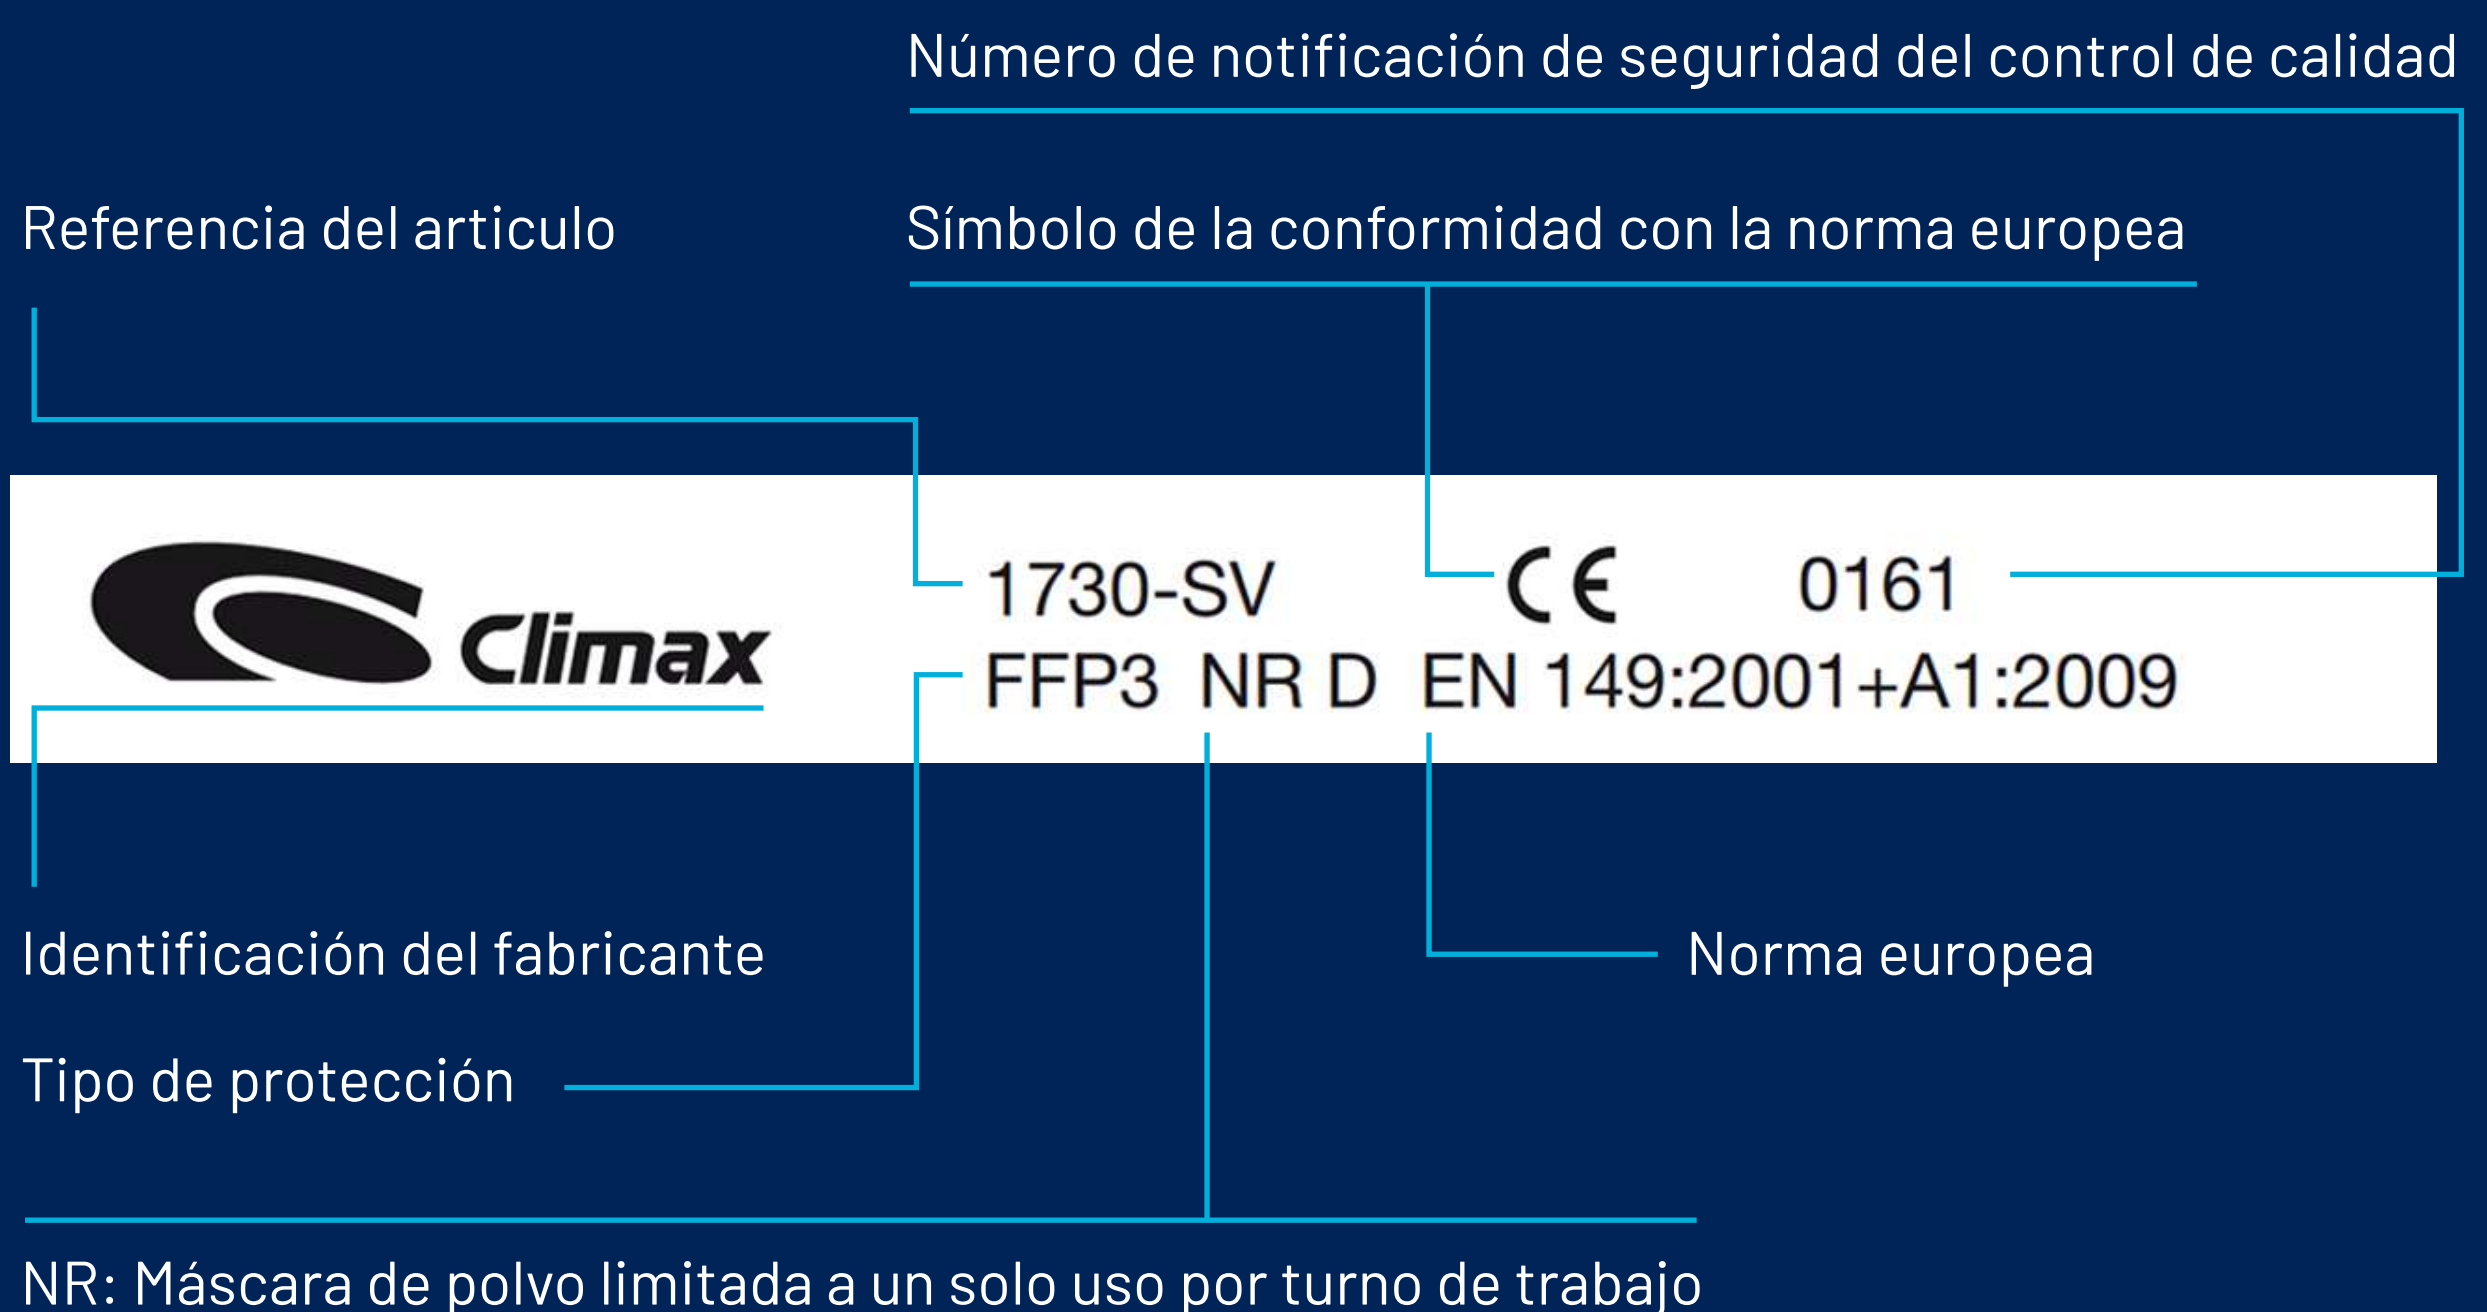 Número de notificación de seguridad del control de calidad
Referencia del articulo
Símbolo de la conformidad con la norma europea
Climax
1730-SV CE 0161
FFP3 NR D EN 149:2001+A1:2009
Identificación del fabricante
Norma europea
Tipo de protección
NR: Máscara de polvo limitada a un solo uso por turno de trabajo